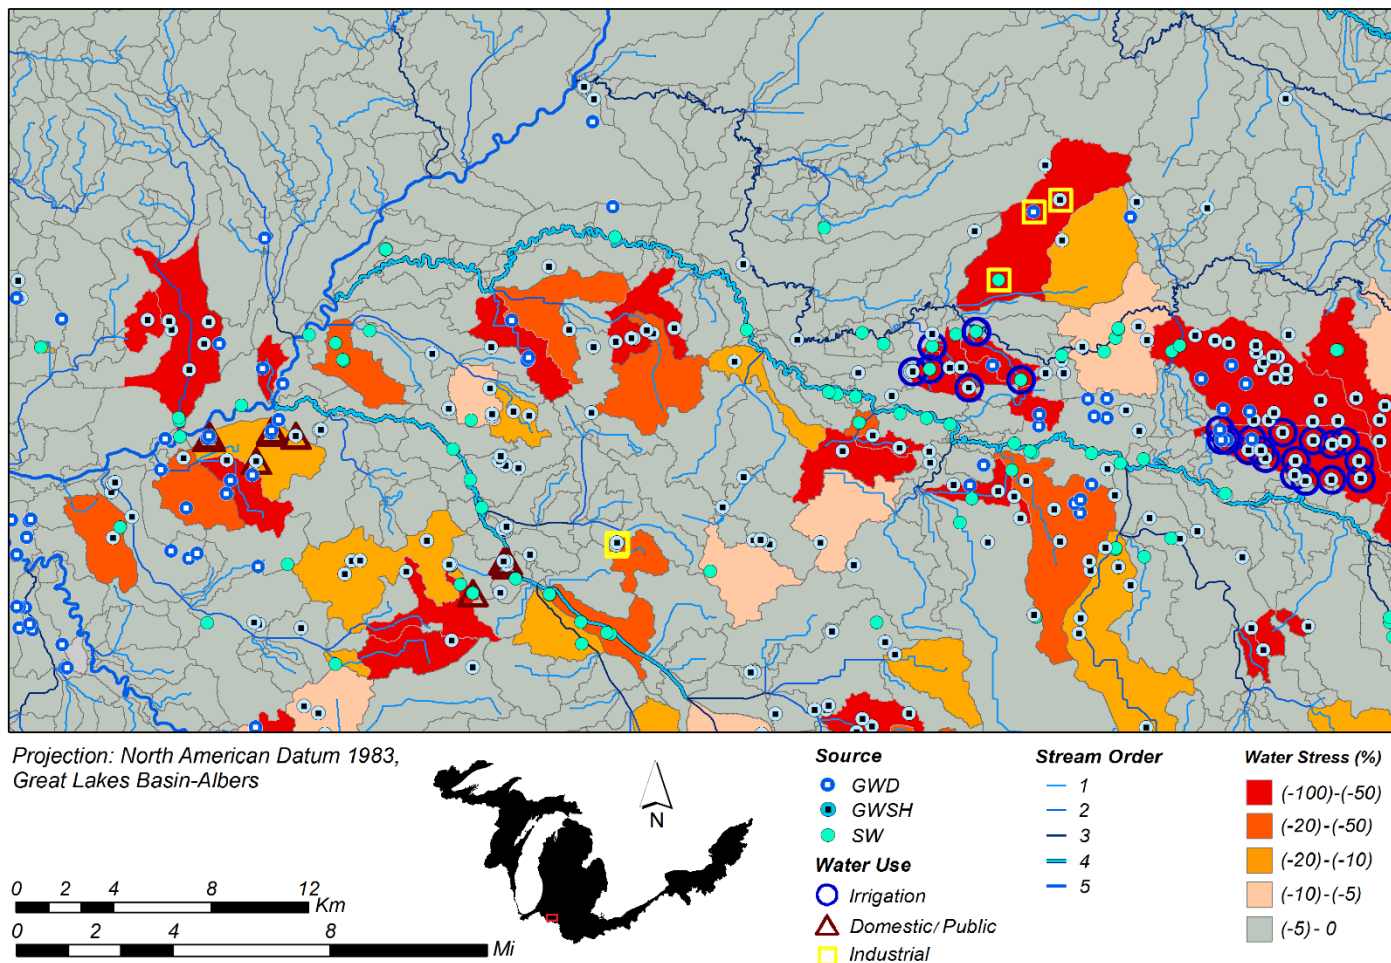 Projection: North American Datum 1983,
Great Lakes Basin-Albers
0 2 4 8 12
Km
0 2 4 8
Mi
N
Source
GWD
GWSH
SW
Water Use
Irrigation
Domestic/Public
Industrial
Stream Order
1
2
3
4
5
Water Stress (%)
(-100)-(-50)
(-20)-(-50)
(-20)-(-10)
(-10)-(-5)
(-5)-0